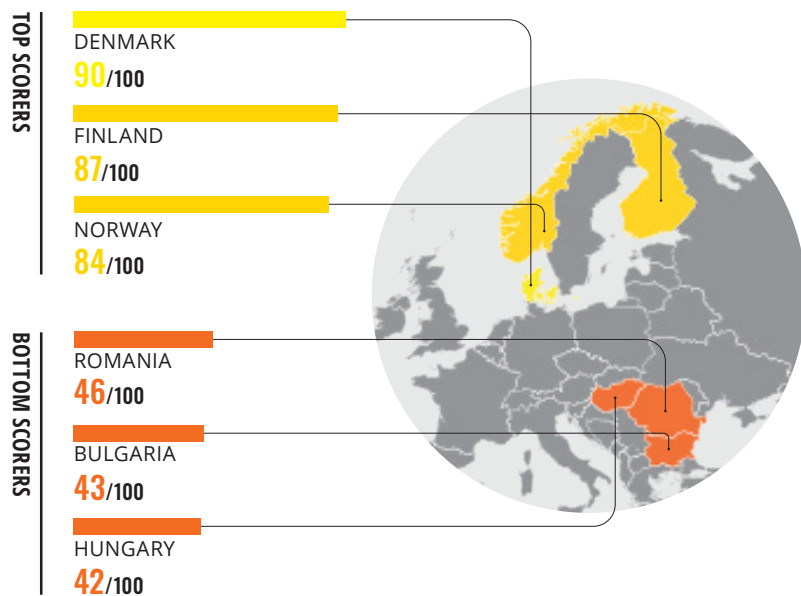 TOP SCORERS
DENMARK
90/100
FINLAND
87/100
NORWAY
84/100
BOTTOM SCORERS
ROMANIA
46/100
BULGARIA
43/100
HUNGARY
42/100